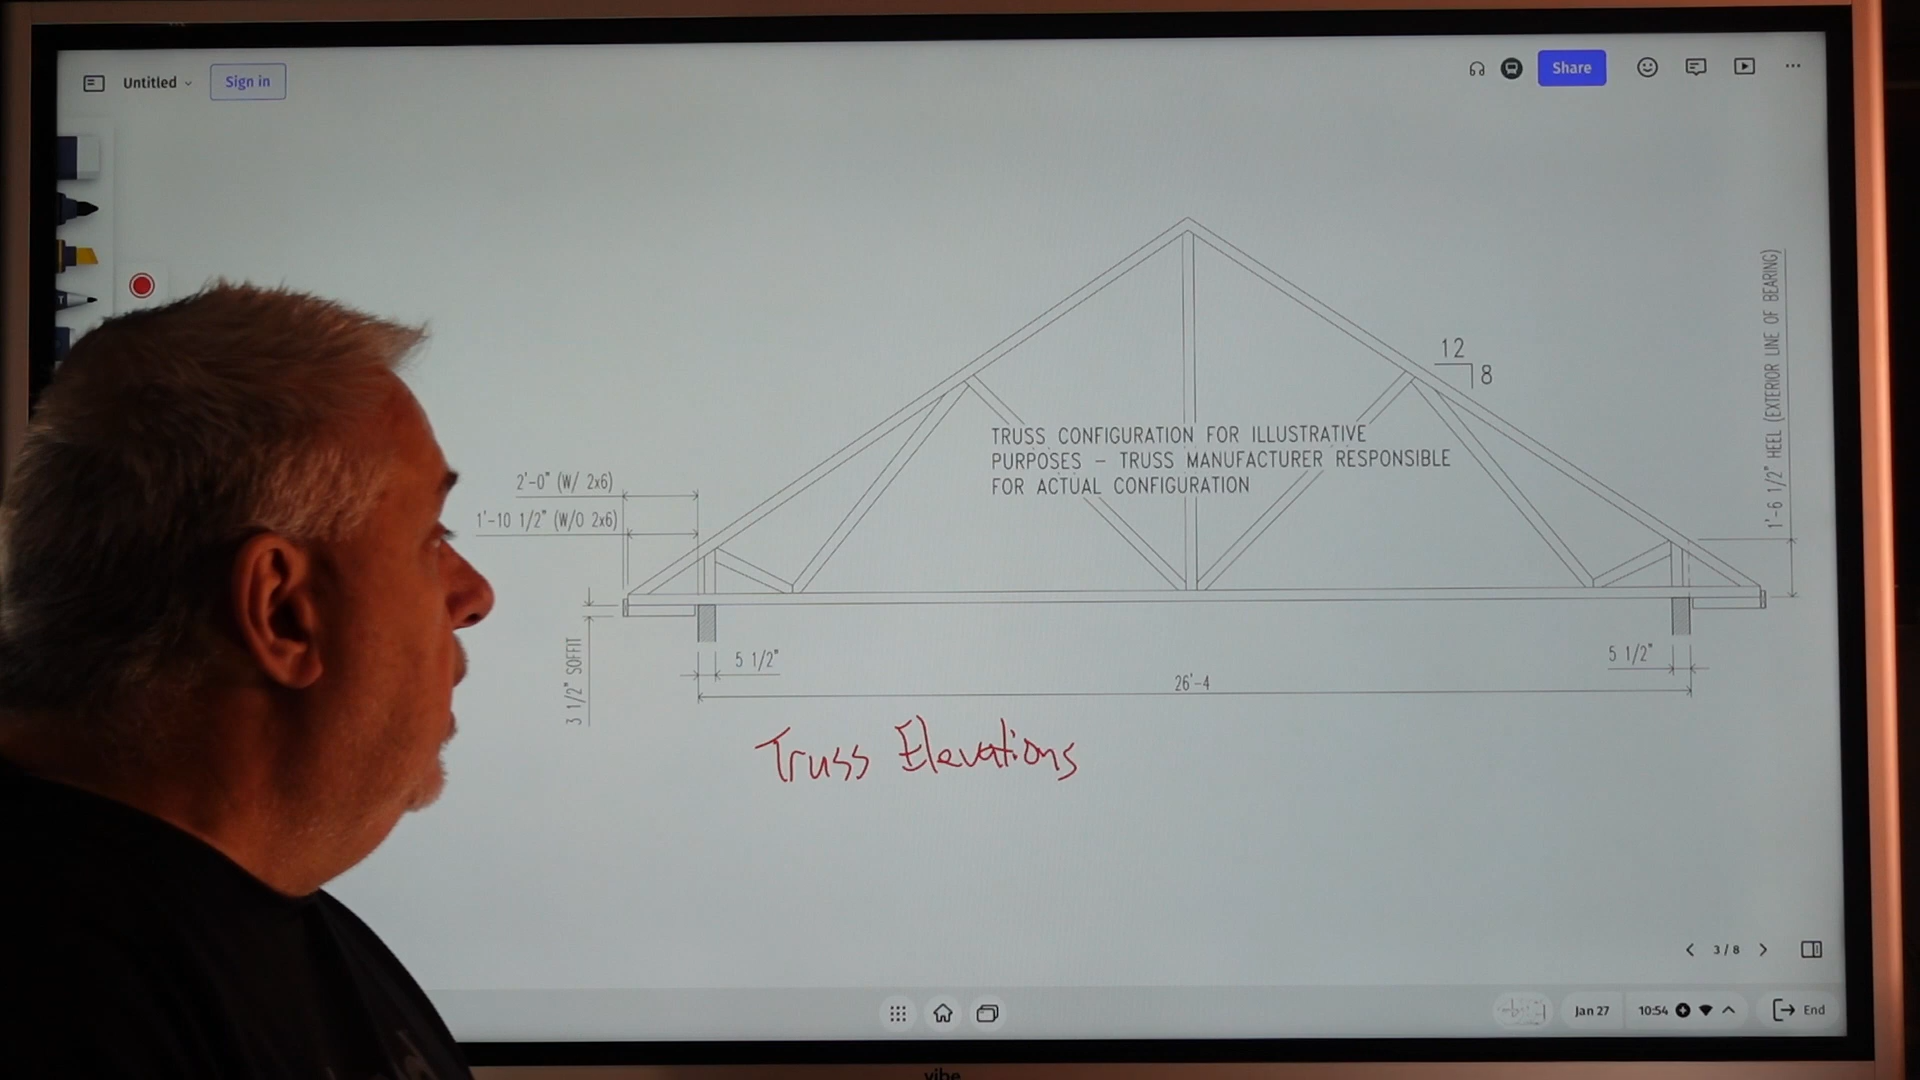 Untitled
Sign in
Share
12
8
1'-6 1/2" HEEL (EXTERIOR LINE OF BEARING)
TRUSS CONFIGURATION FOR ILLUSTRATIVE
PURPOSES - TRUSS MANUFACTURER RESPONSIBLE
FOR ACTUAL CONFIGURATION
2'-0" (W/ 2x6)
1'-10 1/2" (W/O 2x6)
3 1/2" SOFFIT
5 1/2"
5 1/2"
26'-4
Truss Elevations
3 / 8
Jan 27
10:54
End
vibe